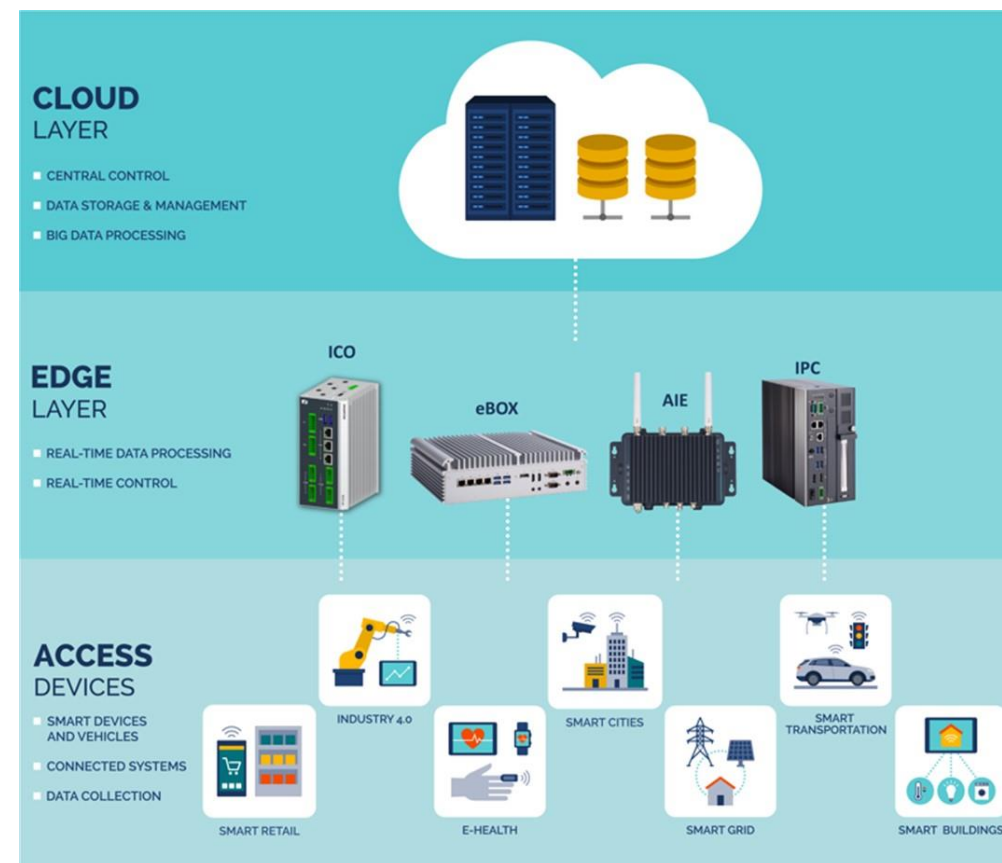 CLOUD
LAYER
CENTRAL CONTROL
DATA STORAGE & MANAGEMENT
BIG DATA PROCESSING
EDGE
LAYER
REAL-TIME DATA PROCESSING
REAL-TIME CONTROL
ICO
eBOX
AIE
IPC
ACCESS
DEVICES
SMART DEVICES
AND VEHICLES
CONNECTED SYSTEMS
DATA COLLECTION
SMART RETAIL
INDUSTRY 4.0
E-HEALTH
SMART CITIES
SMART GRID
SMART
TRANSPORTATION
SMART BUILDINGS